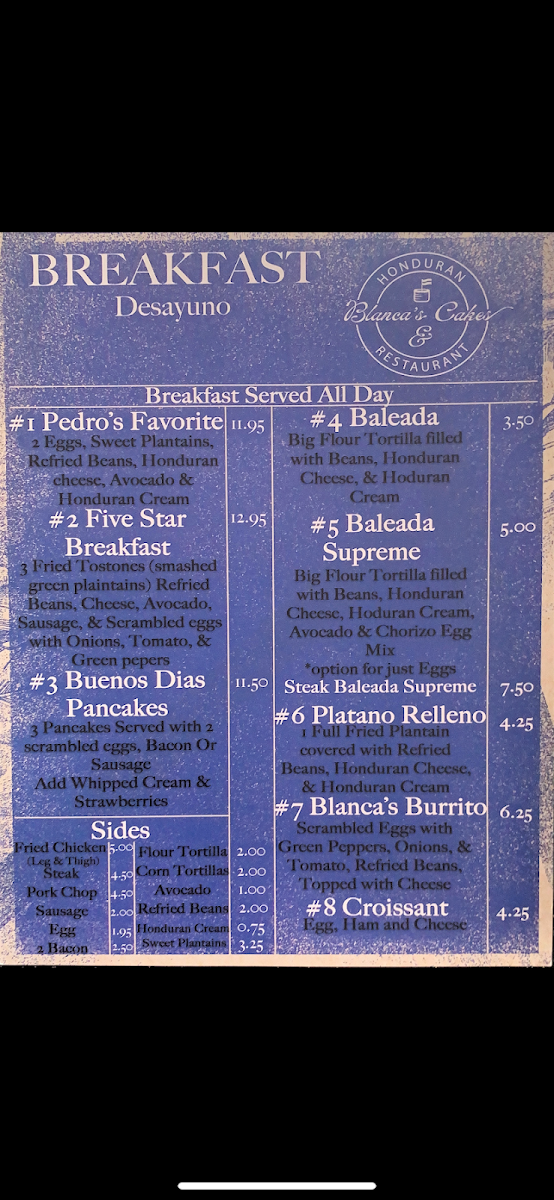 BREAKFAST
Desayuno
HONDURAN
Blanca's Cakes
&
RESTAURANT
Breakfast Served All Day
#1 Pedro's Favorite 11.95
2 Eggs, Sweet Plantains,
Refried Beans, Honduran
cheese, Avocado &
Honduran Cream
#2 Five Star 12.95
Breakfast
3 Fried Tostones (smashed
green plaintains) Refried
Beans, Cheese, Avocado,
Sausage, & Scrambled eggs
with Onions, Tomato, &
Green pepers
#3 Buenos Dias 11.50
Pancakes
3 Pancakes Served with 2
scrambled eggs, Bacon Or
Sausage
Add Whipped Cream &
Strawberries
Sides
Fried Chicken 5.00
(Leg & Thigh)
Steak 4.50
Pork Chop 4.50
Sausage 2.00
Egg 1.95
2 Bacon 2.50
Flour Tortilla 2.00
Corn Tortillas 2.00
Avocado 1.00
Refried Beans 2.00
Honduran Cream 0.75
Sweet Plantains 3.25
#4 Baleada 3.50
Big Flour Tortilla filled
with Beans, Honduran
Cheese, & Hoduran
Cream
#5 Baleada 5.00
Supreme
Big Flour Tortilla filled
with Beans, Honduran
Cheese, Hoduran Cream,
Avocado & Chorizo Egg
Mix
*option for just Eggs
Steak Baleada Supreme 7.50
#6 Platano Relleno 4.25
1 Full Fried Plantain
covered with Refried
Beans, Honduran Cheese,
& Honduran Cream
#7 Blanca's Burrito 6.25
Scrambled Eggs with
Green Peppers, Onions, &
Tomato, Refried Beans,
Topped with Cheese
#8 Croissant 4.25
Egg, Ham and Cheese